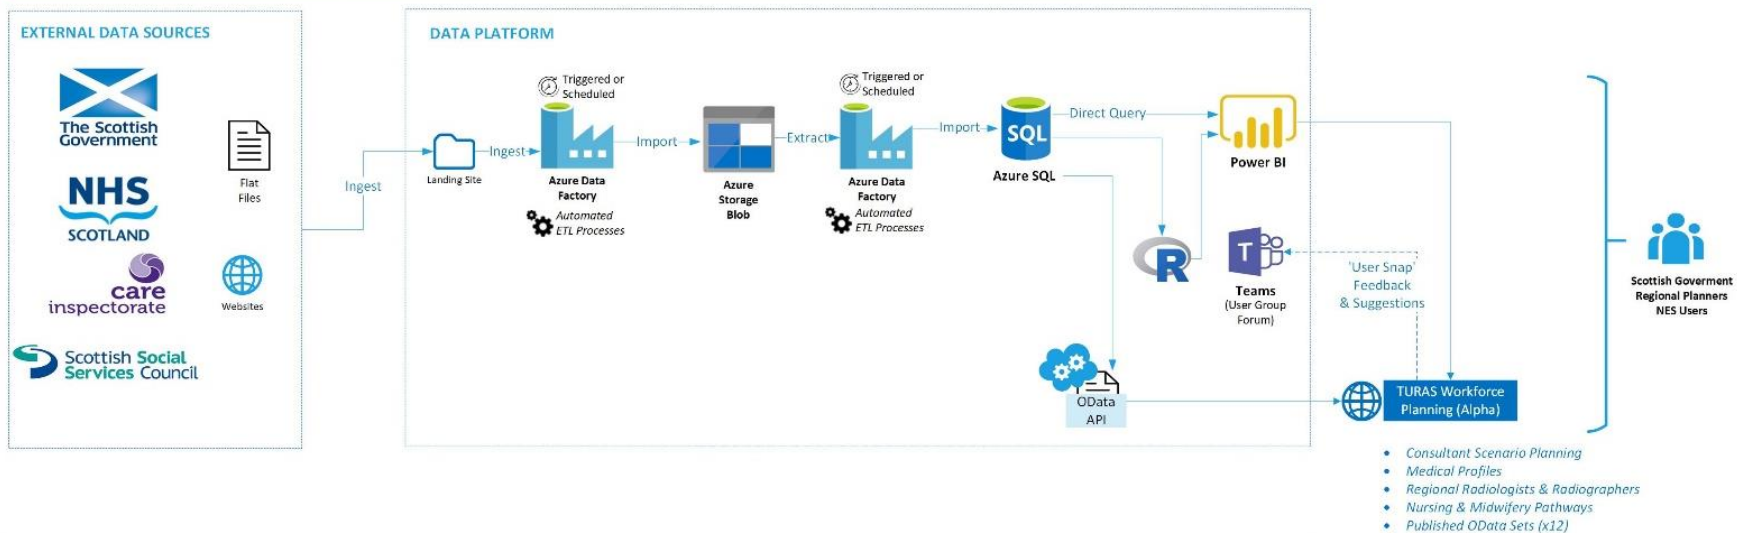 EXTERNAL DATA SOURCES
The Scottish
Government
NHS
SCOTLAND
care
inspectorate
Scottish Social
Services Council
Flat
Files
Websites
Ingest
DATA PLATFORM
Landing Site
Ingest
Triggered or
Scheduled
Azure Data
Factory
Automated
ETL Processes
Import
Azure
Storage
Blob
Extract
Triggered or
Scheduled
Azure Data
Factory
Automated
ETL Processes
Import
SQL
Azure SQL
Direct Query
Power BI
R
T
Teams
(User Group
Forum)
'User Snap'
Feedback
& Suggestions
OData
API
TURAS Workforce
Planning (Alpha)
Scottish Goverment
Regional Planners
NES Users
• Consultant Scenario Planning
• Medical Profiles
• Regional Radiologists & Radiographers
• Nursing & Midwifery Pathways
• Published OData Sets (x12)